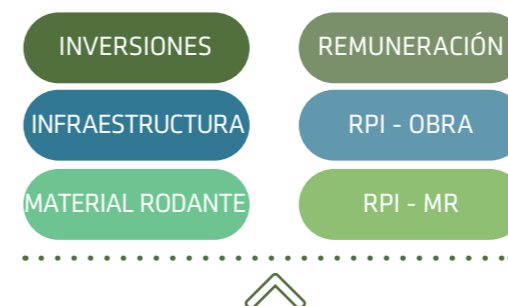 INVERSIONES
REMUNERACIÓN
INFRAESTRUCTURA
RPI - OBRA
MATERIAL RODANTE
RPI - MR